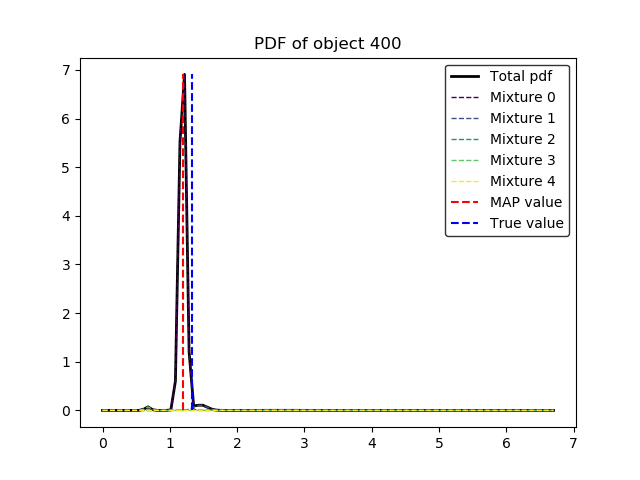 PDF of object 400
Total pdf
Mixture 0
Mixture 1
Mixture 2
Mixture 3
Mixture 4
MAP value
True value
7
6
5
4
3
2
1
0
0 1 2 3 4 5 6 7